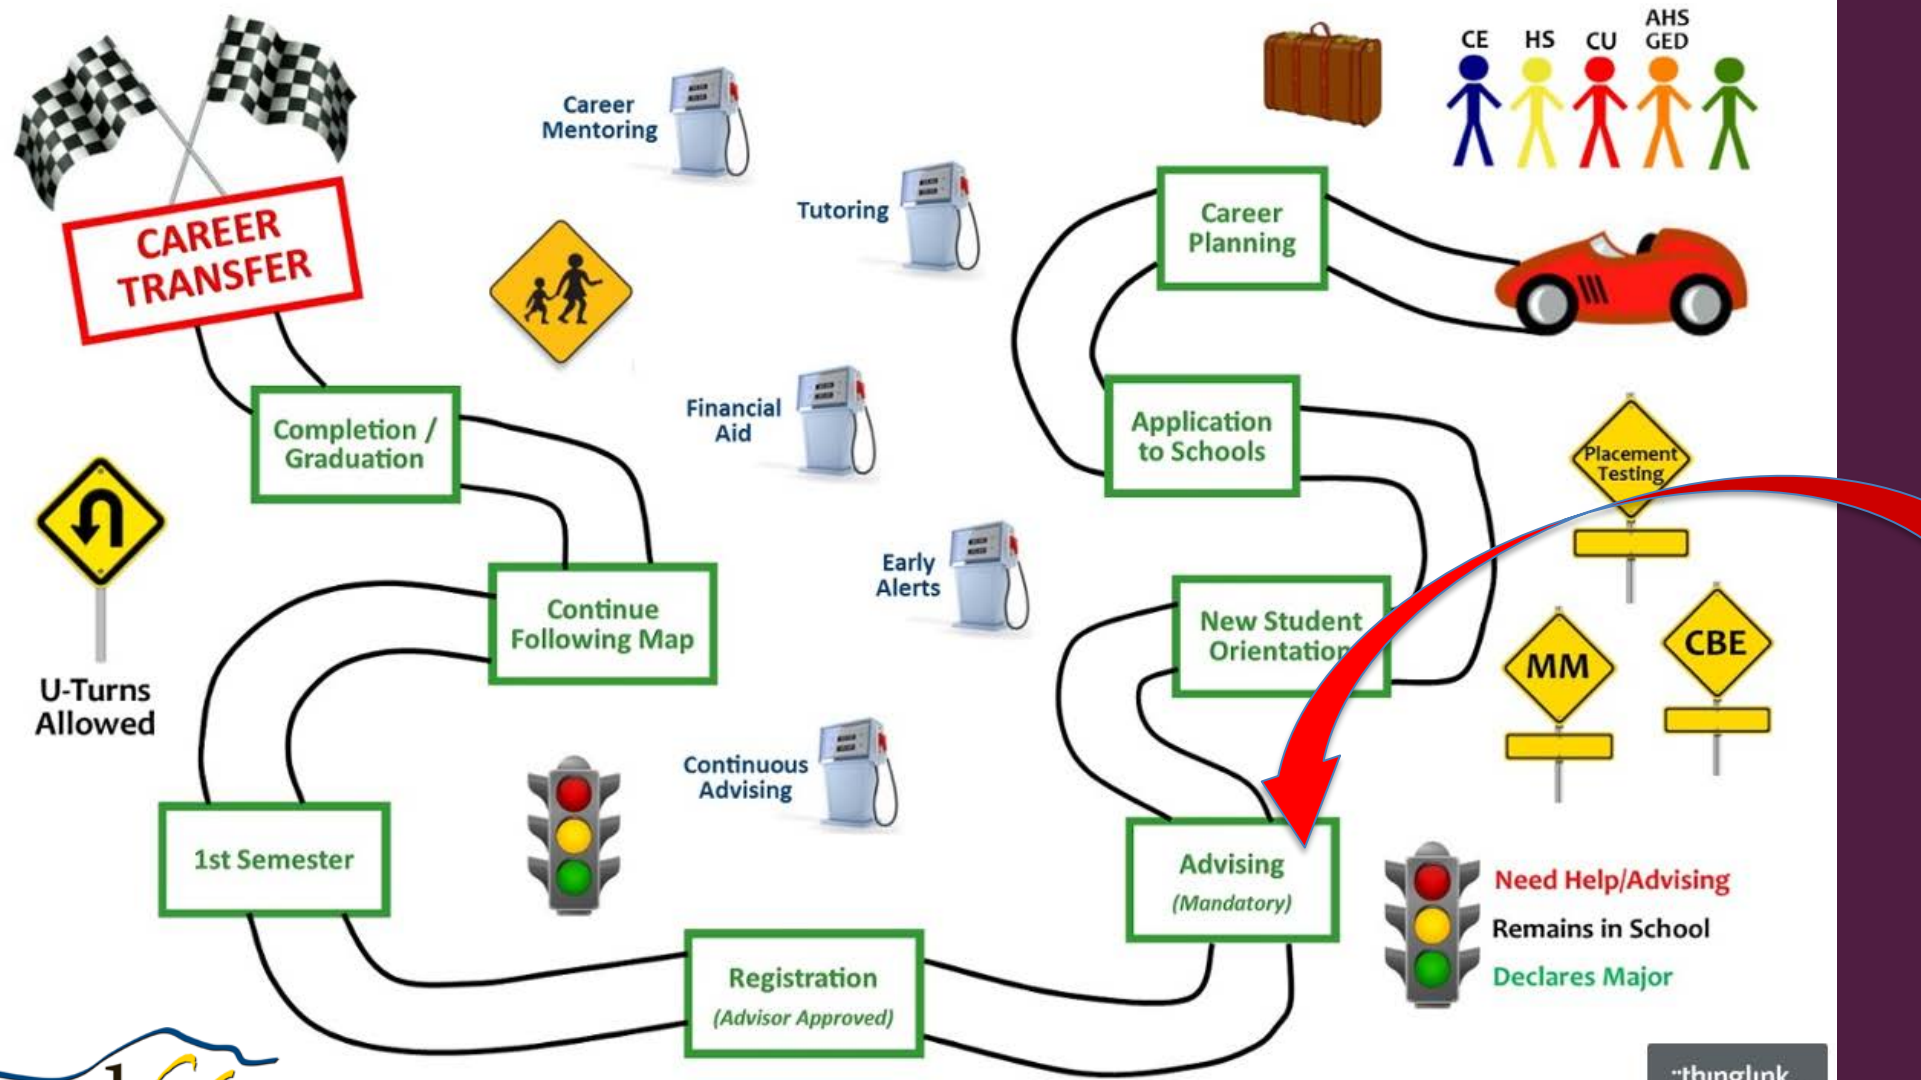 AHS
CE HS CU GED
Career
Mentoring
Tutoring
Career
Planning
CAREER
TRANSFER
Financial
Aid
Application
to Schools
Completion /
Graduation
Placement
Testing
Early
Alerts
Continue
Following Map
New Student
Orientation
MM
CBE
U-Turns
Allowed
Continuous
Advising
1st Semester
Advising
(Mandatory)
Need Help/Advising
Remains in School
Declares Major
Registration
(Advisor Approved)
thinglink